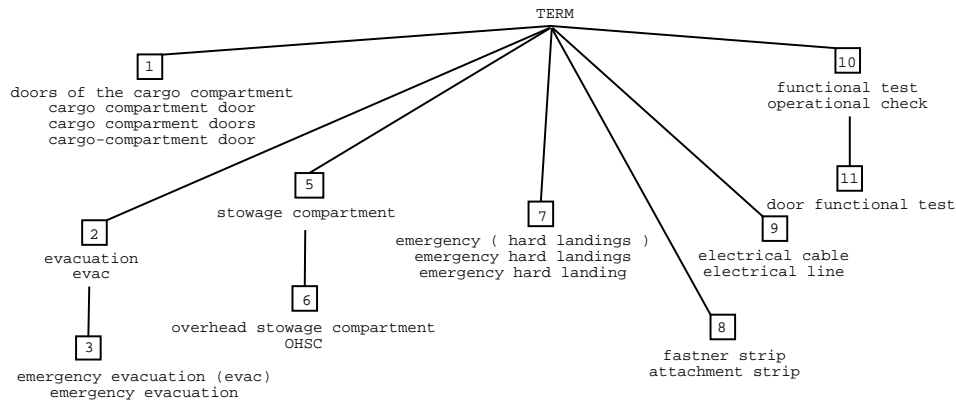 TERM
1
doors of the cargo compartment
cargo compartment door
cargo comparment doors
cargo-compartment door
2
evacuation
evac
3
emergency evacuation (evac)
emergency evacuation
5
stowage compartment
6
overhead stowage compartment
OHSC
7
emergency ( hard landings )
emergency hard landings
emergency hard landing
8
fastner strip
attachment strip
9
electrical cable
electrical line
10
functional test
operational check
11
door functional test